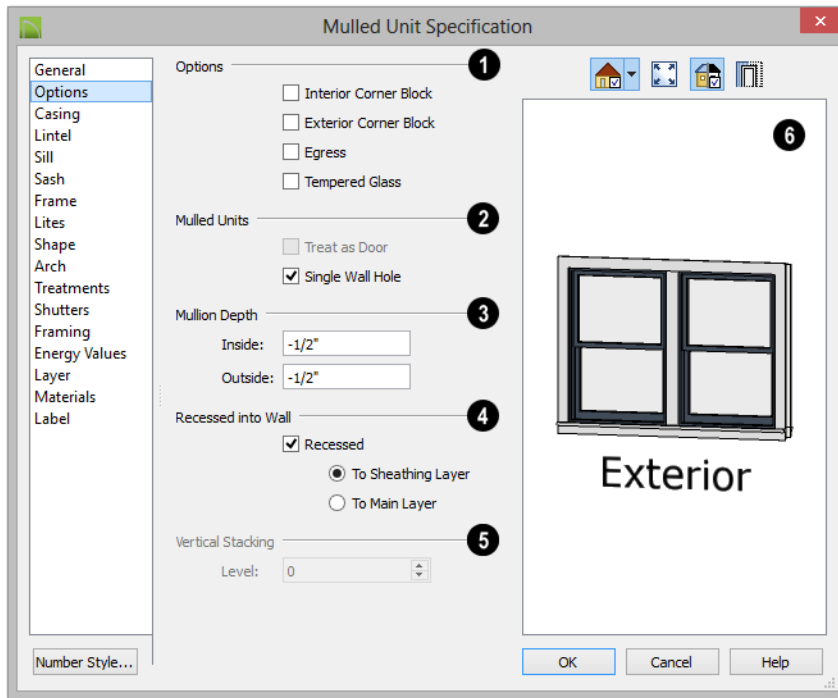 Mulled Unit Specification
General
Options
Casing
Lintel
Sill
Sash
Frame
Lites
Shape
Arch
Treatments
Shutters
Framing
Energy Values
Layer
Materials
Label
Number Style...
Options
1
Interior Corner Block
Exterior Corner Block
Egress
Tempered Glass
Mulled Units
2
Treat as Door
Single Wall Hole
Mullion Depth
3
Inside: -1/2"
Outside: -1/2"
Recessed into Wall
4
Recessed
To Sheathing Layer
To Main Layer
Vertical Stacking
5
Level: 0
6
Exterior
OK Cancel Help